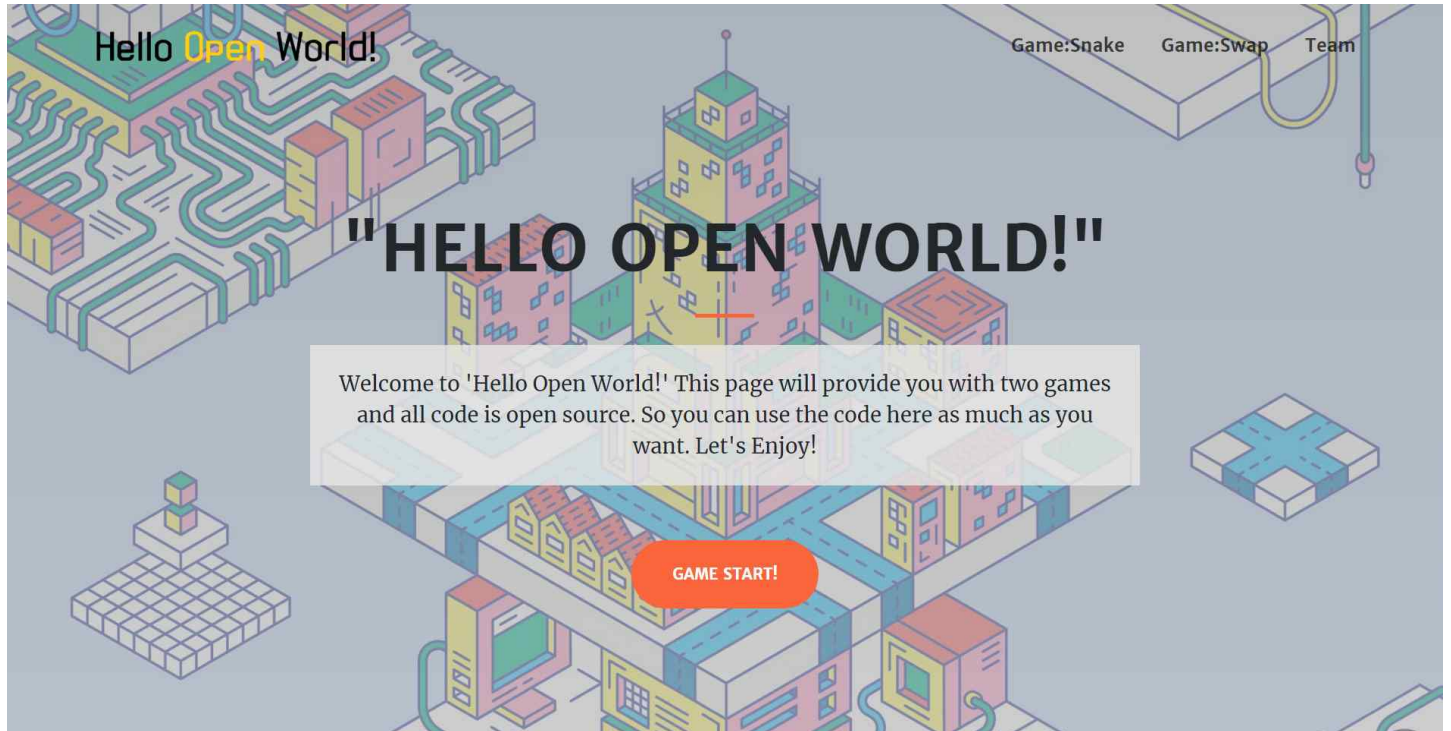 Hello Open World!
Game:Snake Game:Swap Team
"HELLO OPEN WORLD!"
Welcome to 'Hello Open World!' This page will provide you with two games
and all code is open source. So you can use the code here as much as you
want. Let's Enjoy!
GAME START!